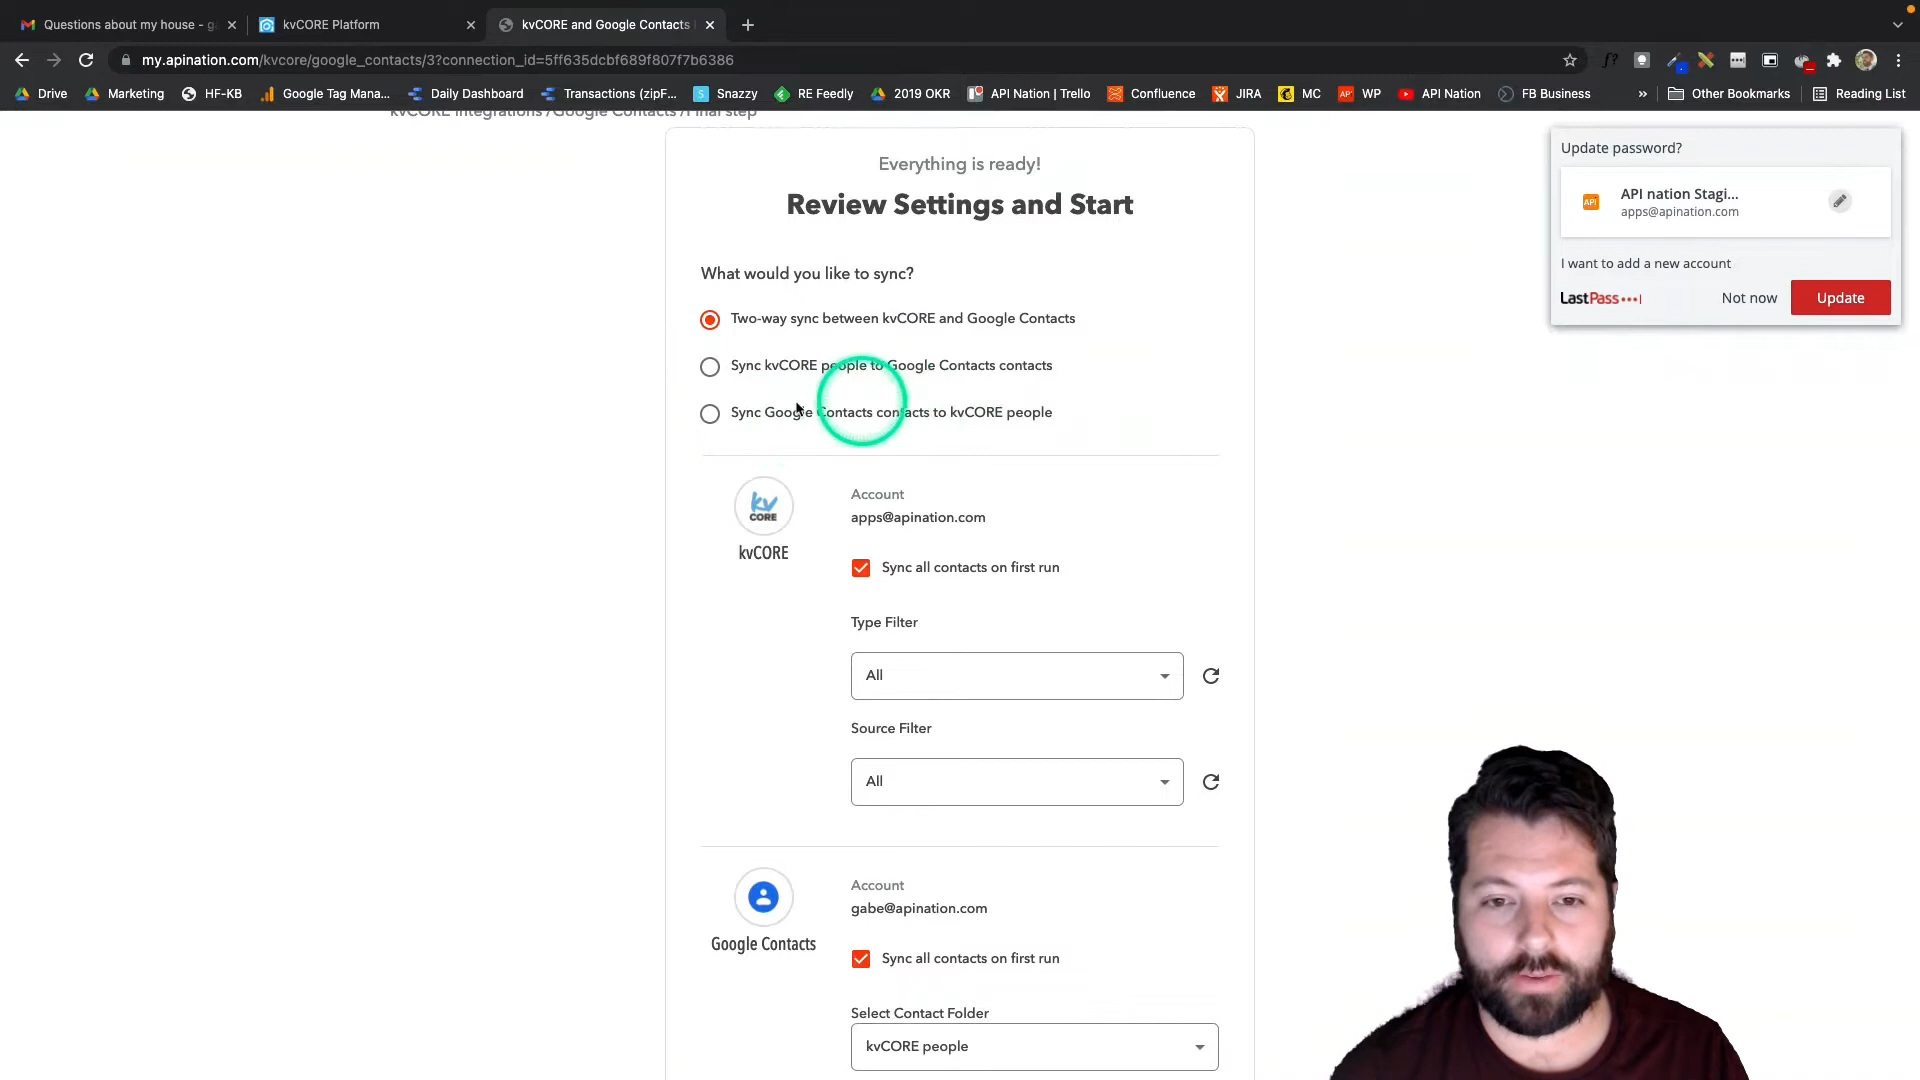 Questions about my house - g
kvCORE Platform
kvCORE and Google Contacts
my.apination.com/kvcore/google_contacts/3?connection_id=5ff635dcbf689f807f7b6386
Drive
Marketing
HF-KB
Google Tag Mana...
Daily Dashboard
Transactions (zipF...
Snazzy
RE Feedly
2019 OKR
API Nation | Trello
Confluence
JIRA
MC
WP
API Nation
FB Business
»
Other Bookmarks
Reading List
kvCORE Integrations /Google Contacts /Final step
Everything is ready!
Review Settings and Start
What would you like to sync?
Two-way sync between kvCORE and Google Contacts
Sync kvCORE people to Google Contacts contacts
Sync Google Contacts contacts to kvCORE people
kv
CORE
kvCORE
Account
apps@apination.com
Sync all contacts on first run
Type Filter
All
Source Filter
All
Google Contacts
Account
gabe@apination.com
Sync all contacts on first run
Select Contact Folder
kvCORE people
Update password?
API
API nation Stagi...
apps@apination.com
I want to add a new account
LastPass
Not now
Update